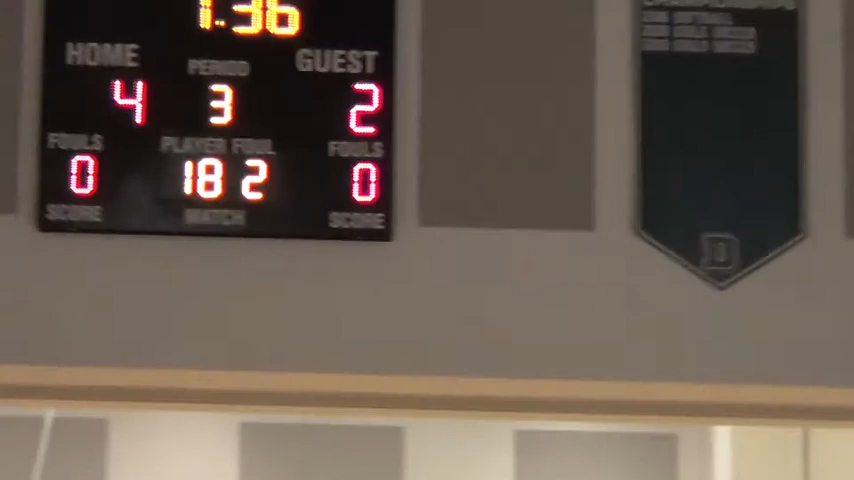 1:36
HOME PERIOD GUEST
4 3 2
FOULS PLAYER FOUL FOULS
0 18 2 0
SCORE MATCH SCORE
D